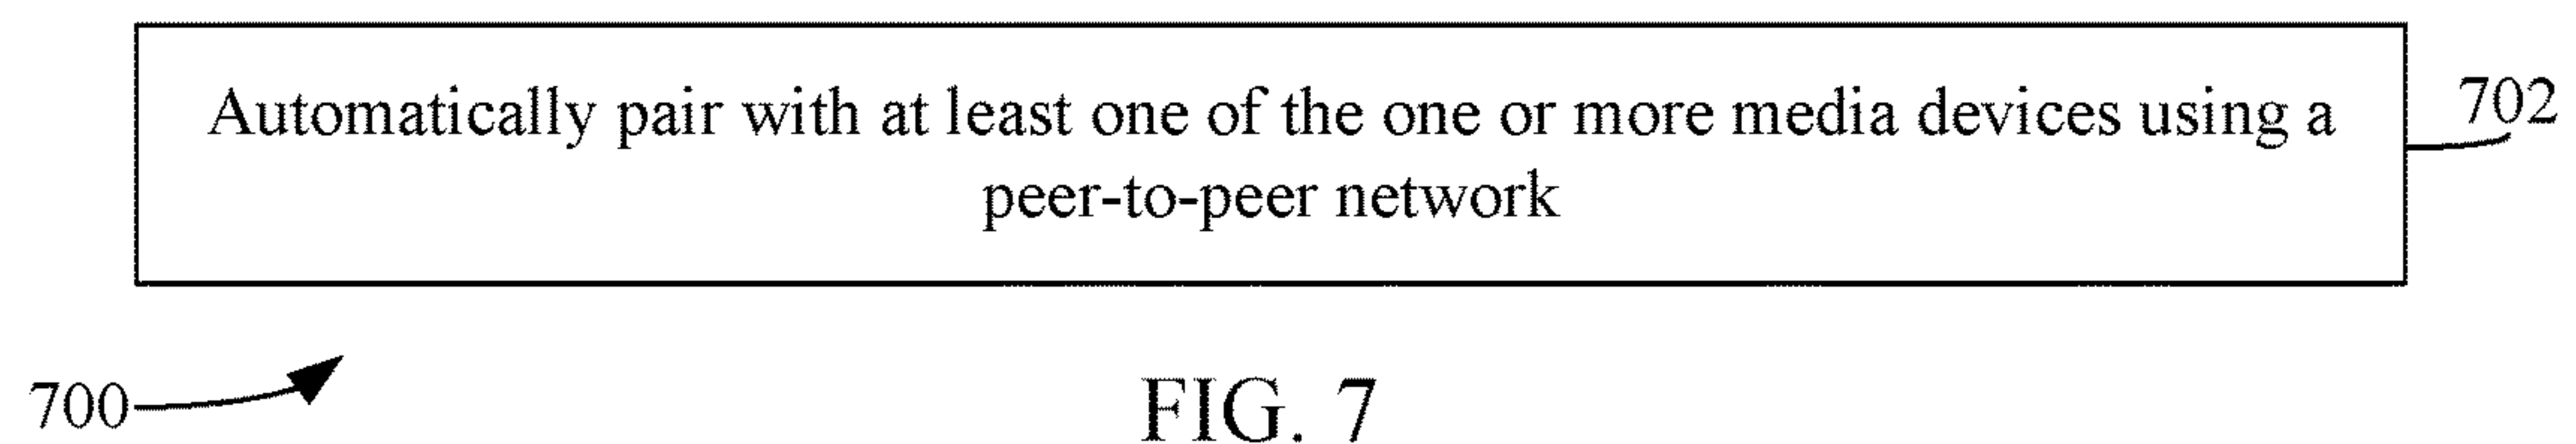 Automatically pair with at least one of the one or more media devices using a
702
peer-to-peer network
700
FIG. 7